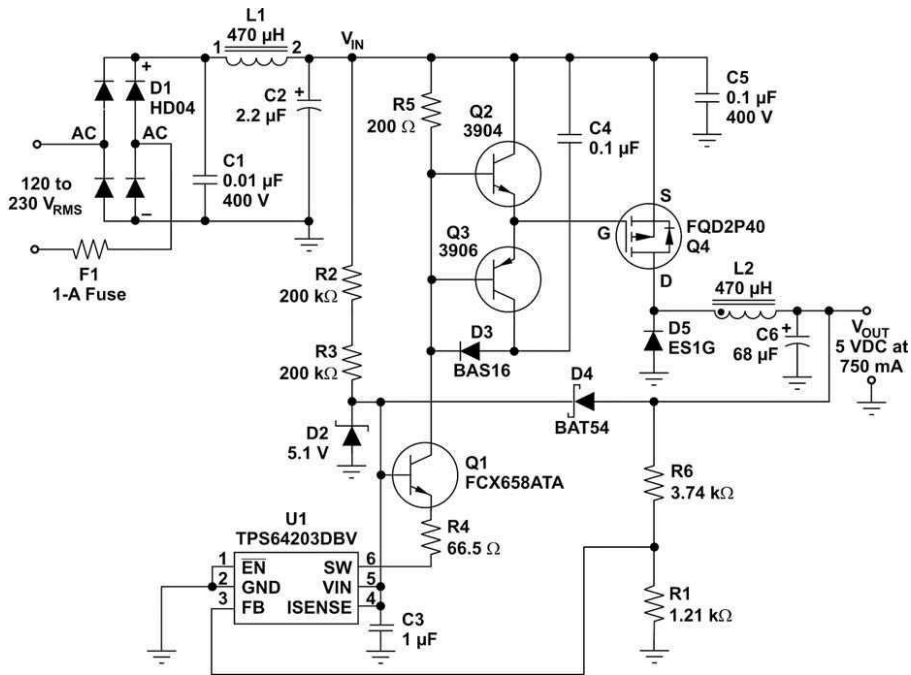 L1
470 µH
1 2
VIN
+
D1
HD04
C2
2.2 µF
+
AC AC
C1
0.01 µF
400 V
120 to
230 VRMS
–
F1
1-A Fuse
R5
200 Ω
Q2
3904
C4
0.1 µF
C5
0.1 µF
400 V
Q3
3906
S
G
D
FQD2P40
Q4
R2
200 kΩ
R3
200 kΩ
D3
BAS16
L2
470 µH
D5
ES1G
C6
68 µF
+
VOUT
5 VDC at
750 mA
D4
BAT54
D2
5.1 V
Q1
FCX658ATA
R6
3.74 kΩ
R4
66.5 Ω
U1
TPS64203DBV
1 EN SW 6
2 GND VIN 5
3 FB ISENSE 4
C3
1 µF
R1
1.21 kΩ